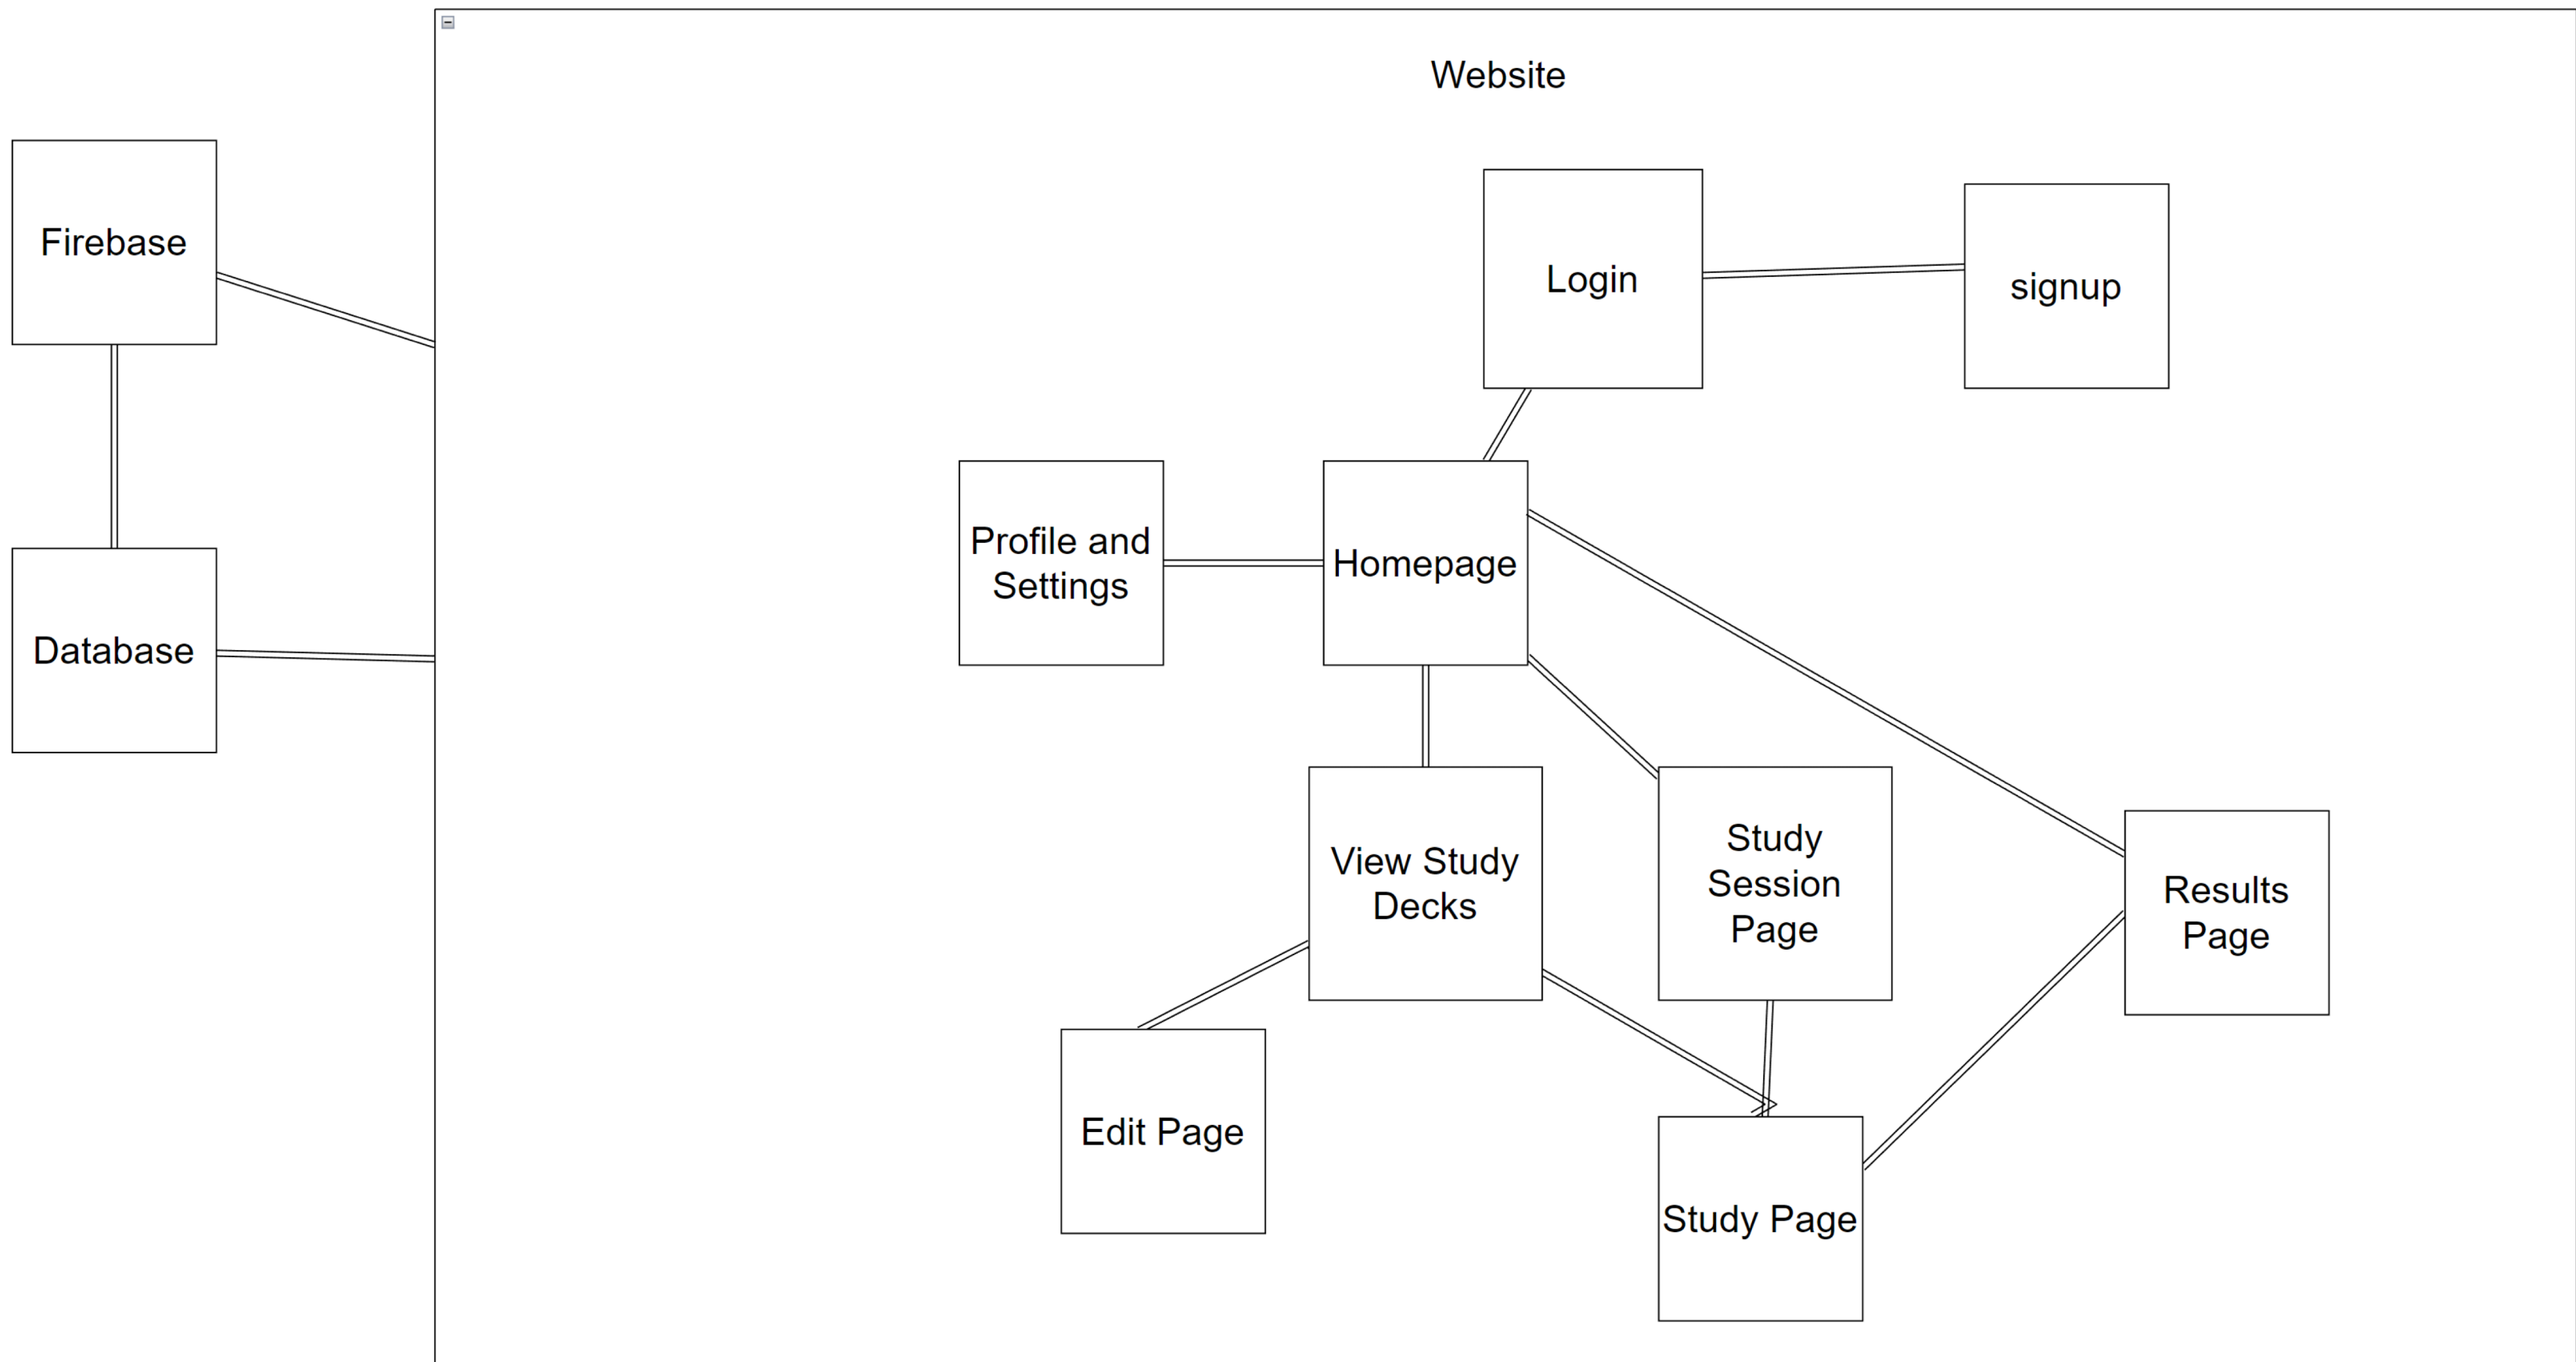 Website
Firebase
Login
signup
Profile and
Settings
Homepage
Database
View Study
Decks
Study
Session
Page
Results
Page
Edit Page
Study Page